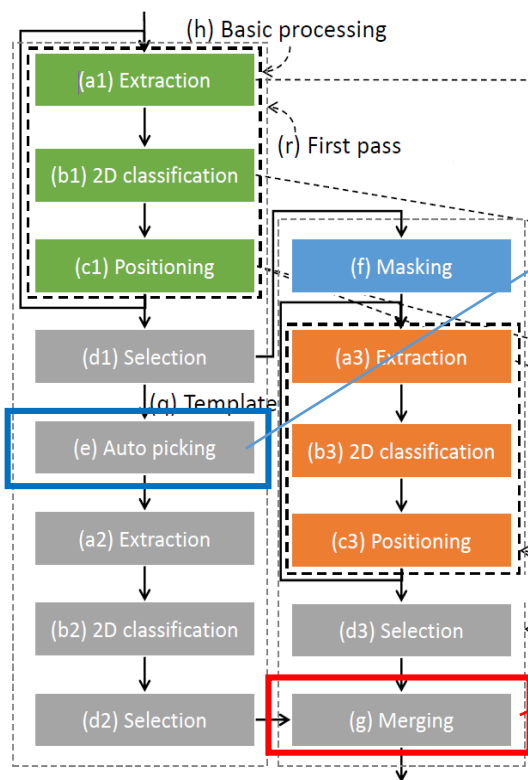 (h) Basic processing
(a1) Extraction
(r) First pass
(b1) 2D classification
(c1) Positioning
(f) Masking
(d1) Selection
(a3) Extraction
(q) Template
(e) Auto picking
(b3) 2D classification
(a2) Extraction
(c3) Positioning
(b2) 2D classification
(d3) Selection
(d2) Selection
(g) Merging